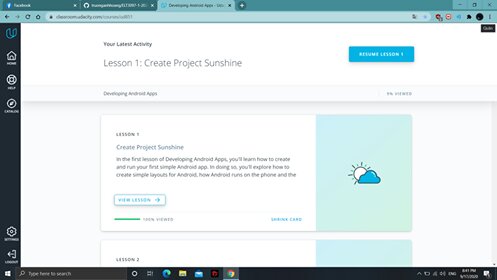 Facebook
Developing Android Apps - Ud
classroom.udacity.com/courses/ud851
Your Latest Activity
Lesson 1: Create Project Sunshine
RESUME LESSON 1
HOME
HELP
CATALOG
SETTINGS
LOGOUT
Developing Android Apps
9% VIEWED
LESSON 1
Create Project Sunshine
In the first lesson of Developing Android Apps, you'll learn how to create
and run your first simple Android app. In doing so, you'll explore how to
create simple layouts for Android, how Android runs on the phone and the
VIEW LESSON
100% VIEWED
SHRINK CARD
LESSON 2
Type here to search
ENG
8:41 PM
9/17/2020